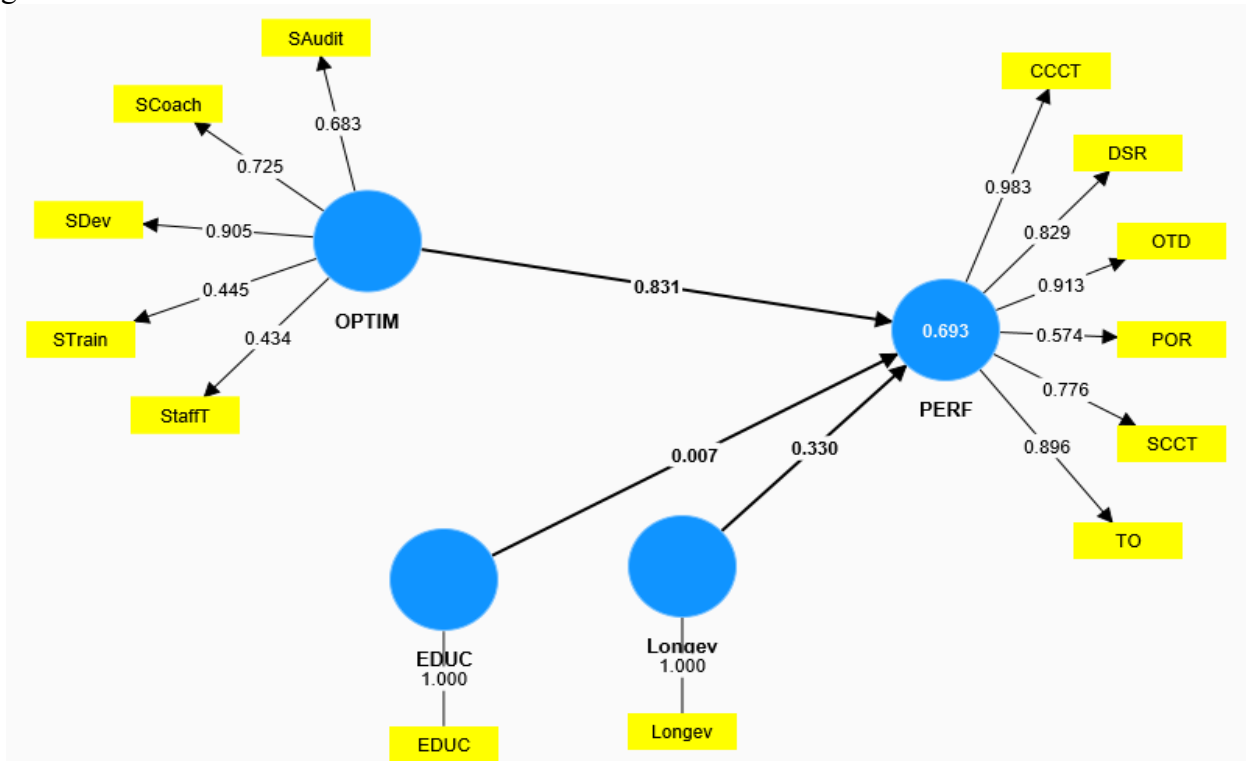 SAudit
CCCT
SCoach
0.683
DSR
0.725
0.983
SDev
0.905
0.829
OTD
0.445
0.831
0.913
STrain
0.434
OPTIM
0.693
0.574
POR
StaffT
PERF
0.776
SCCT
0.007
0.330
0.896
TO
EDUC
1.000
Longev
1.000
EDUC
Longev